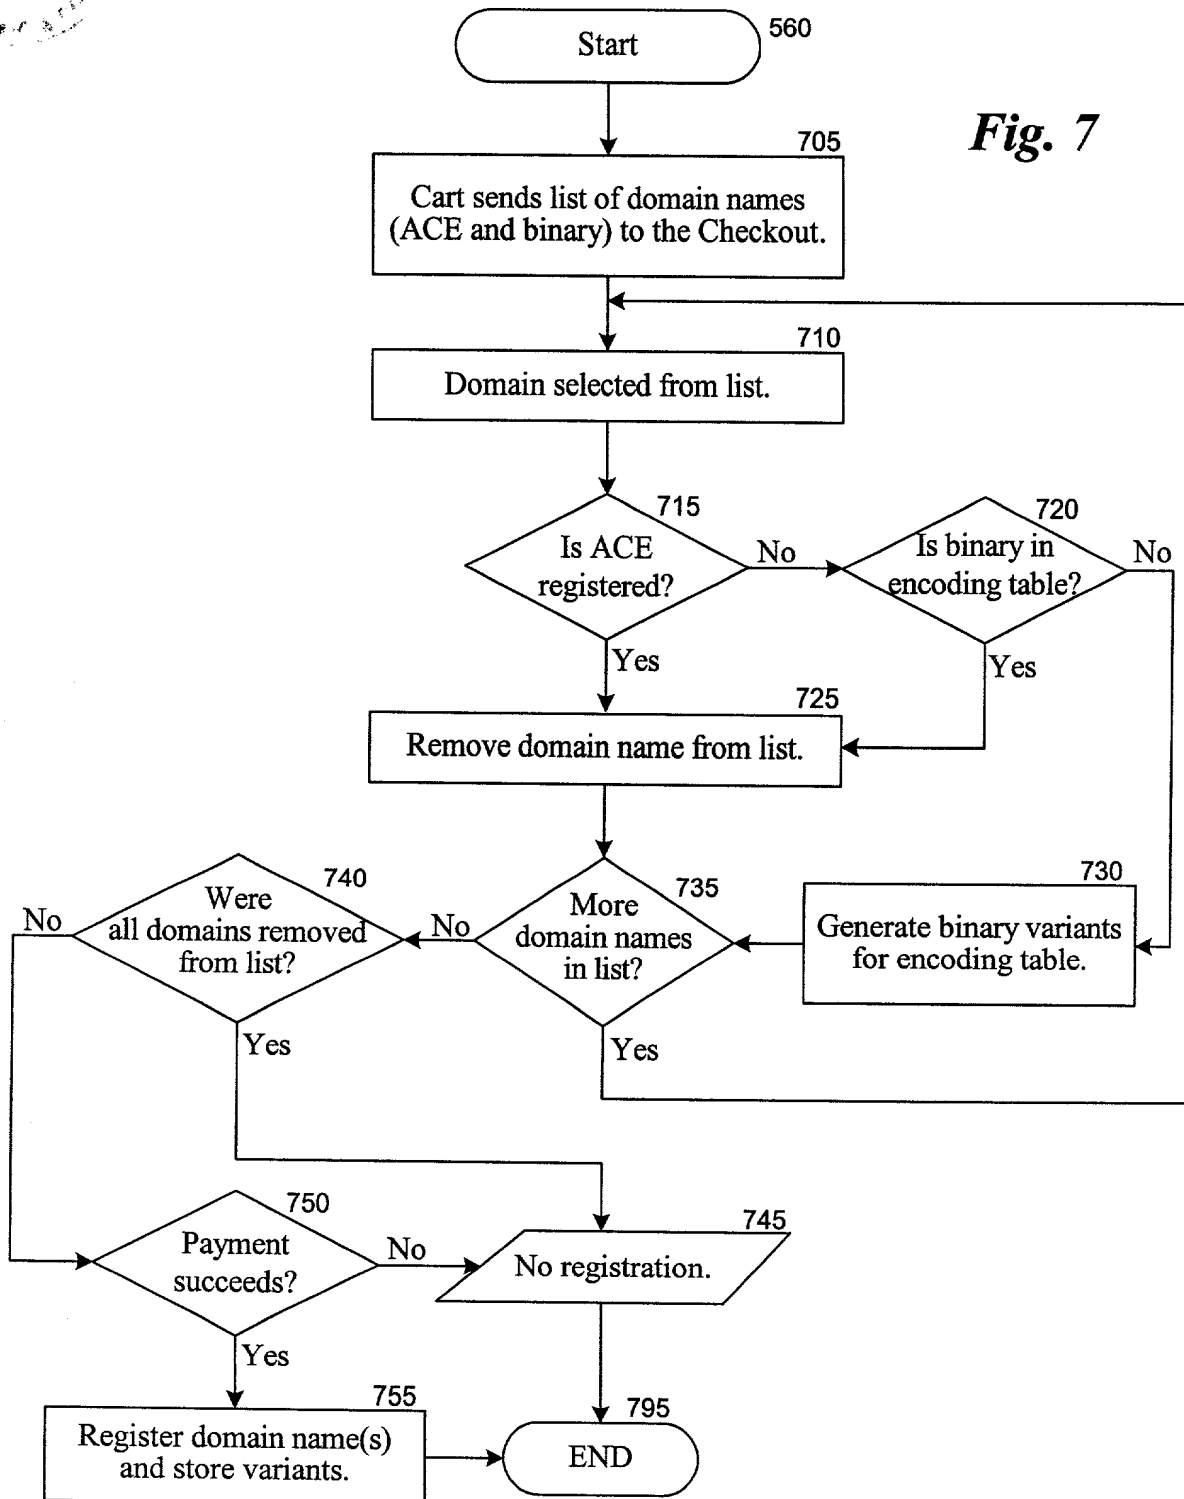 Start
560
Fig. 7
705
Cart sends list of domain names
(ACE and binary) to the Checkout.
710
Domain selected from list.
715
Is ACE
registered?
No
720
Is binary in
encoding table?
No
Yes
Yes
725
Remove domain name from list.
730
Generate binary variants
for encoding table.
735
More
domain names
in list?
No
Yes
740
Were
all domains removed
from list?
No
Yes
750
Payment
succeeds?
No
Yes
745
No registration.
755
Register domain name(s)
and store variants.
795
END